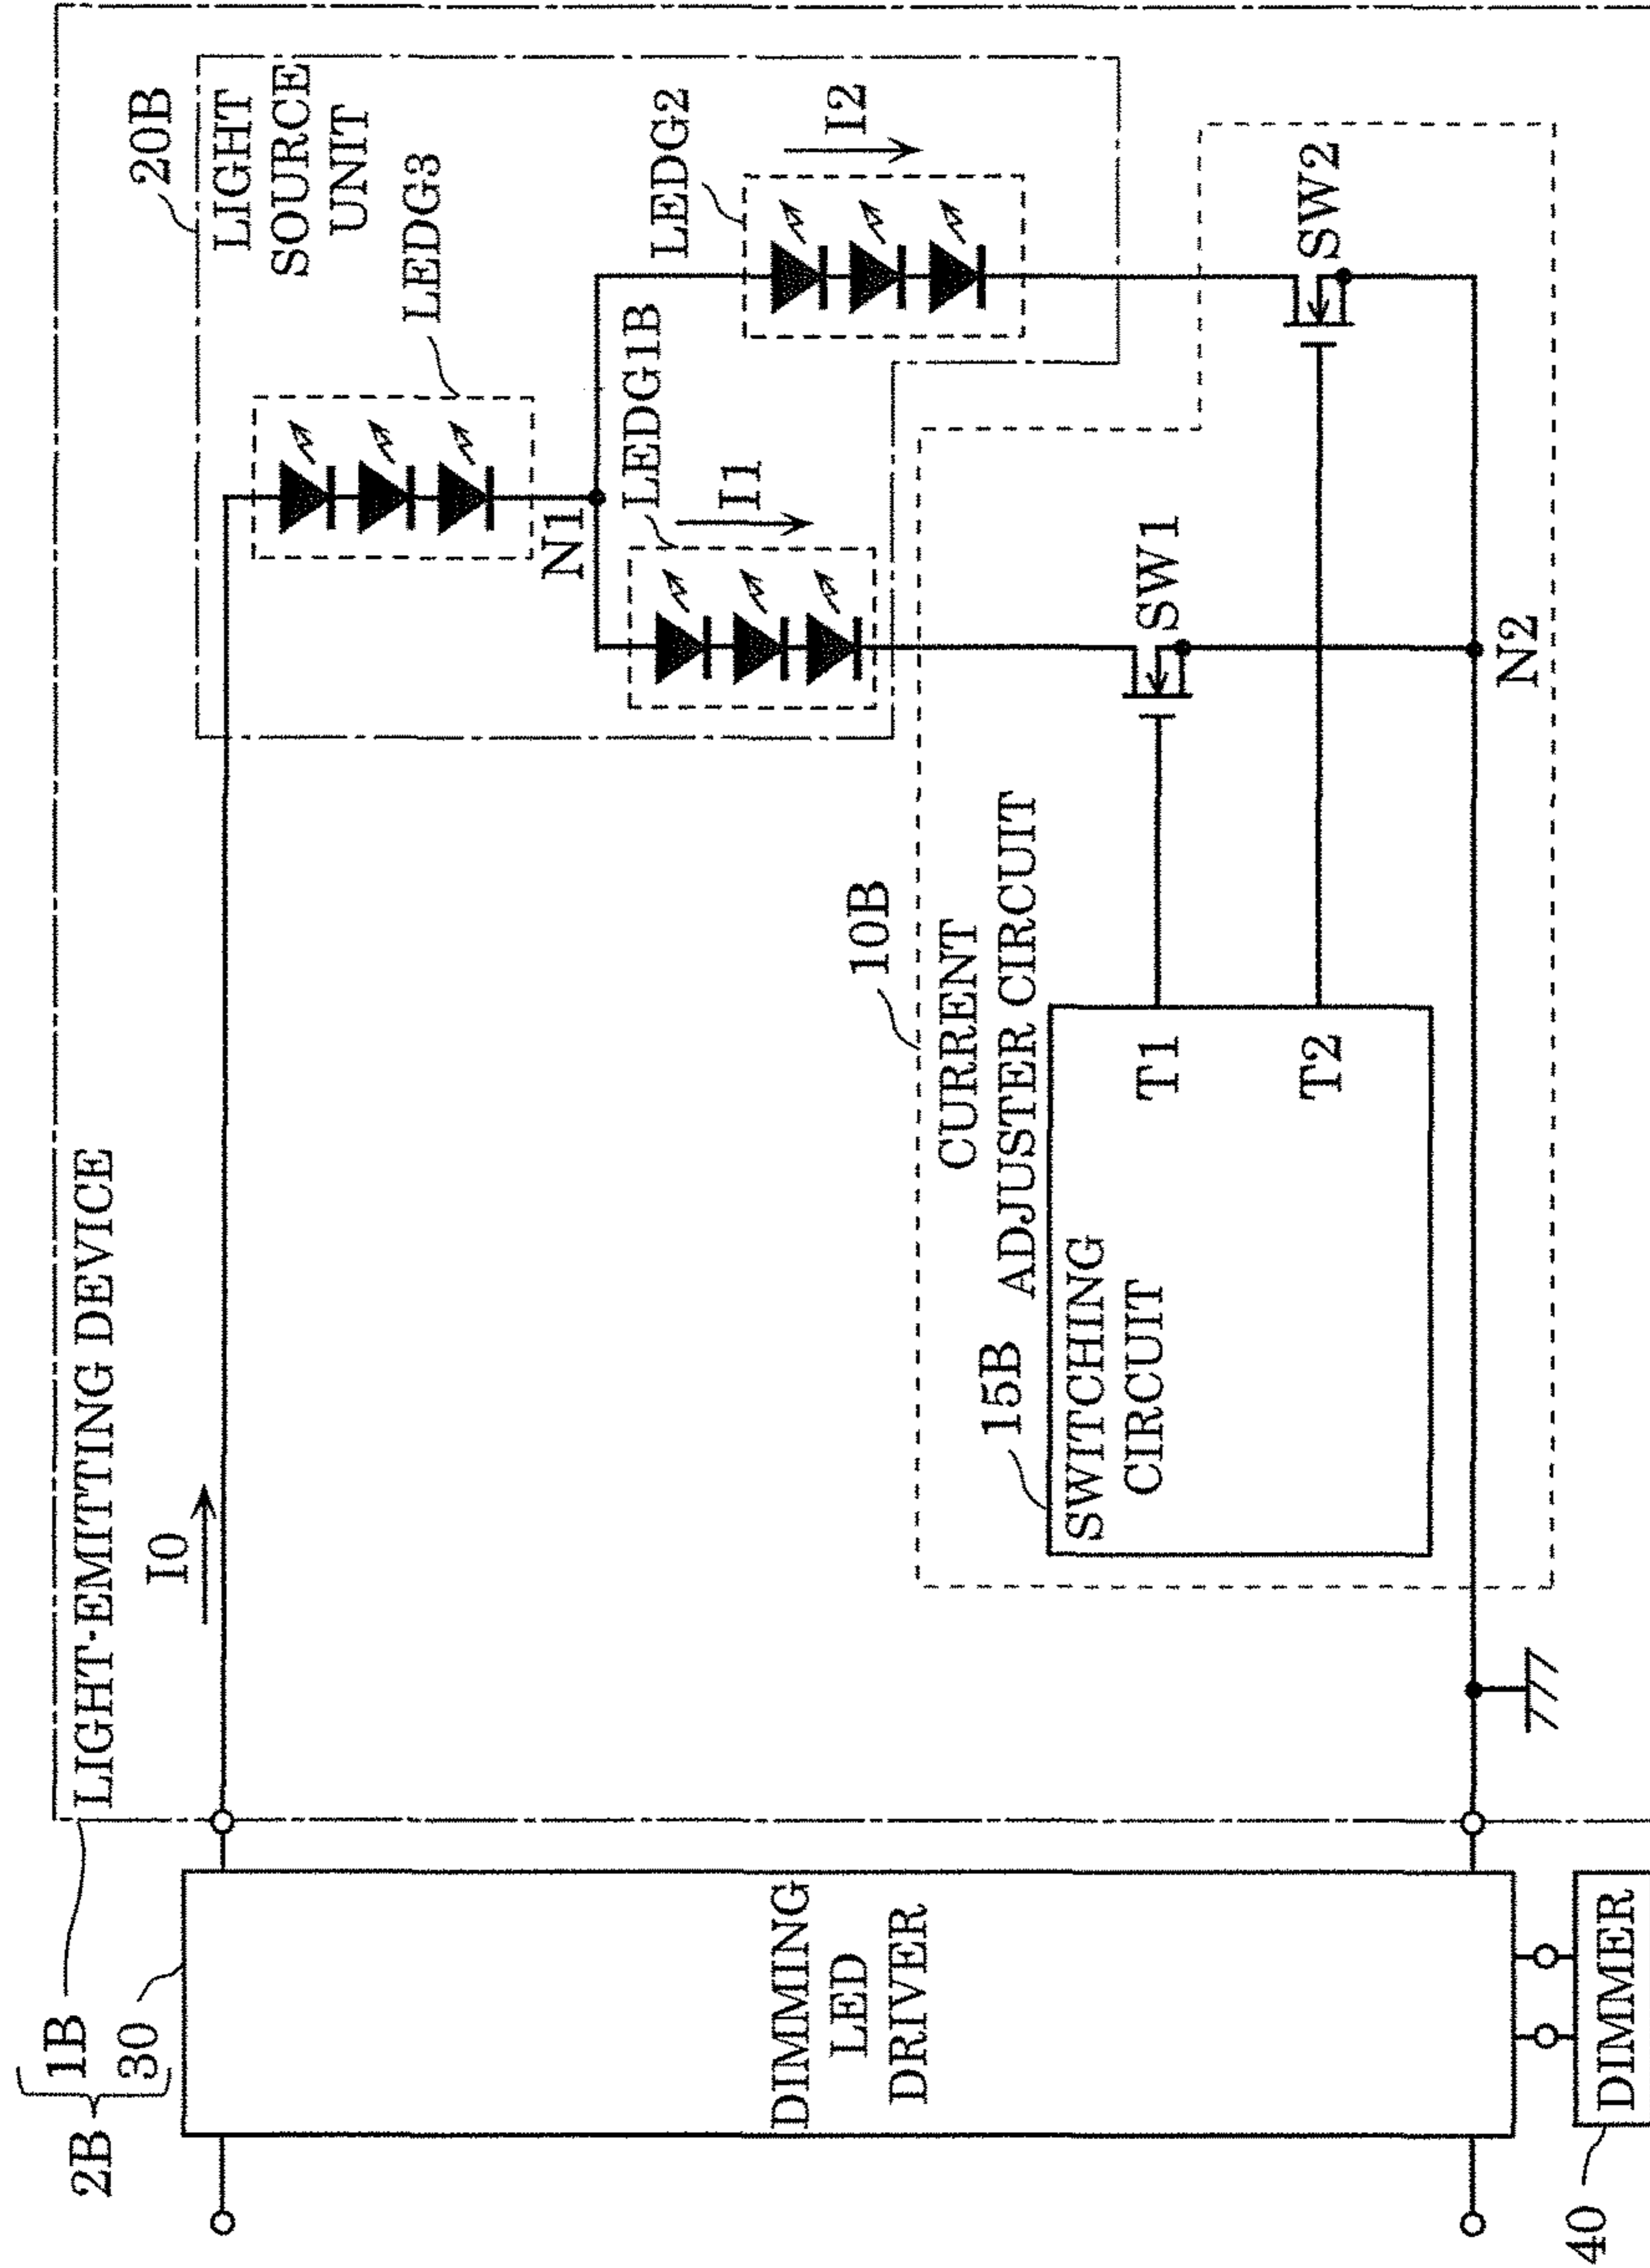 2B
1B
30
LIGHT-EMITTING DEVICE
I0
20B
LIGHT
SOURCE
UNIT
LEDG3
N1
LEDG1B
I1
LEDG2
I2
10B
CURRENT
ADJUSTER CIRCUIT
15B
SWITCHING
CIRCUIT
T1
T2
SW1
SW2
N2
DIMMING
LED
DRIVER
40
DIMMER